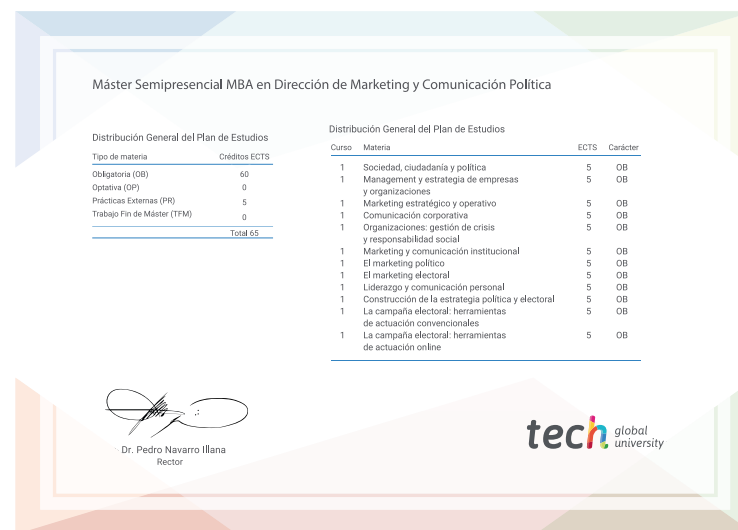 Máster Semipresencial MBA en Dirección de Marketing y Comunicación Política
Distribución General del Plan de Estudios
Tipo de materia Créditos ECTS
Obligatoria (OB) 60
Optativa (OP) 0
Prácticas Externas (PR) 5
Trabajo Fin de Máster (TFM) 0
Total 65
Distribución General del Plan de Estudios
Curso Materia ECTS Carácter
1 Sociedad, ciudadanía y política 5 OB
1 Management y estrategia de empresas 5 OB
y organizaciones
1 Marketing estratégico y operativo 5 OB
1 Comunicación corporativa 5 OB
1 Organizaciones: gestión de crisis 5 OB
y responsabilidad social
1 Marketing y comunicación institucional 5 OB
1 El marketing político 5 OB
1 El marketing electoral 5 OB
1 Liderazgo y comunicación personal 5 OB
1 Construcción de la estrategia política y electoral 5 OB
1 La campaña electoral: herramientas 5 OB
de actuación convencionales
1 La campaña electoral: herramientas 5 OB
de actuación online
Dr. Pedro Navarro Illana
Rector
tech global
university